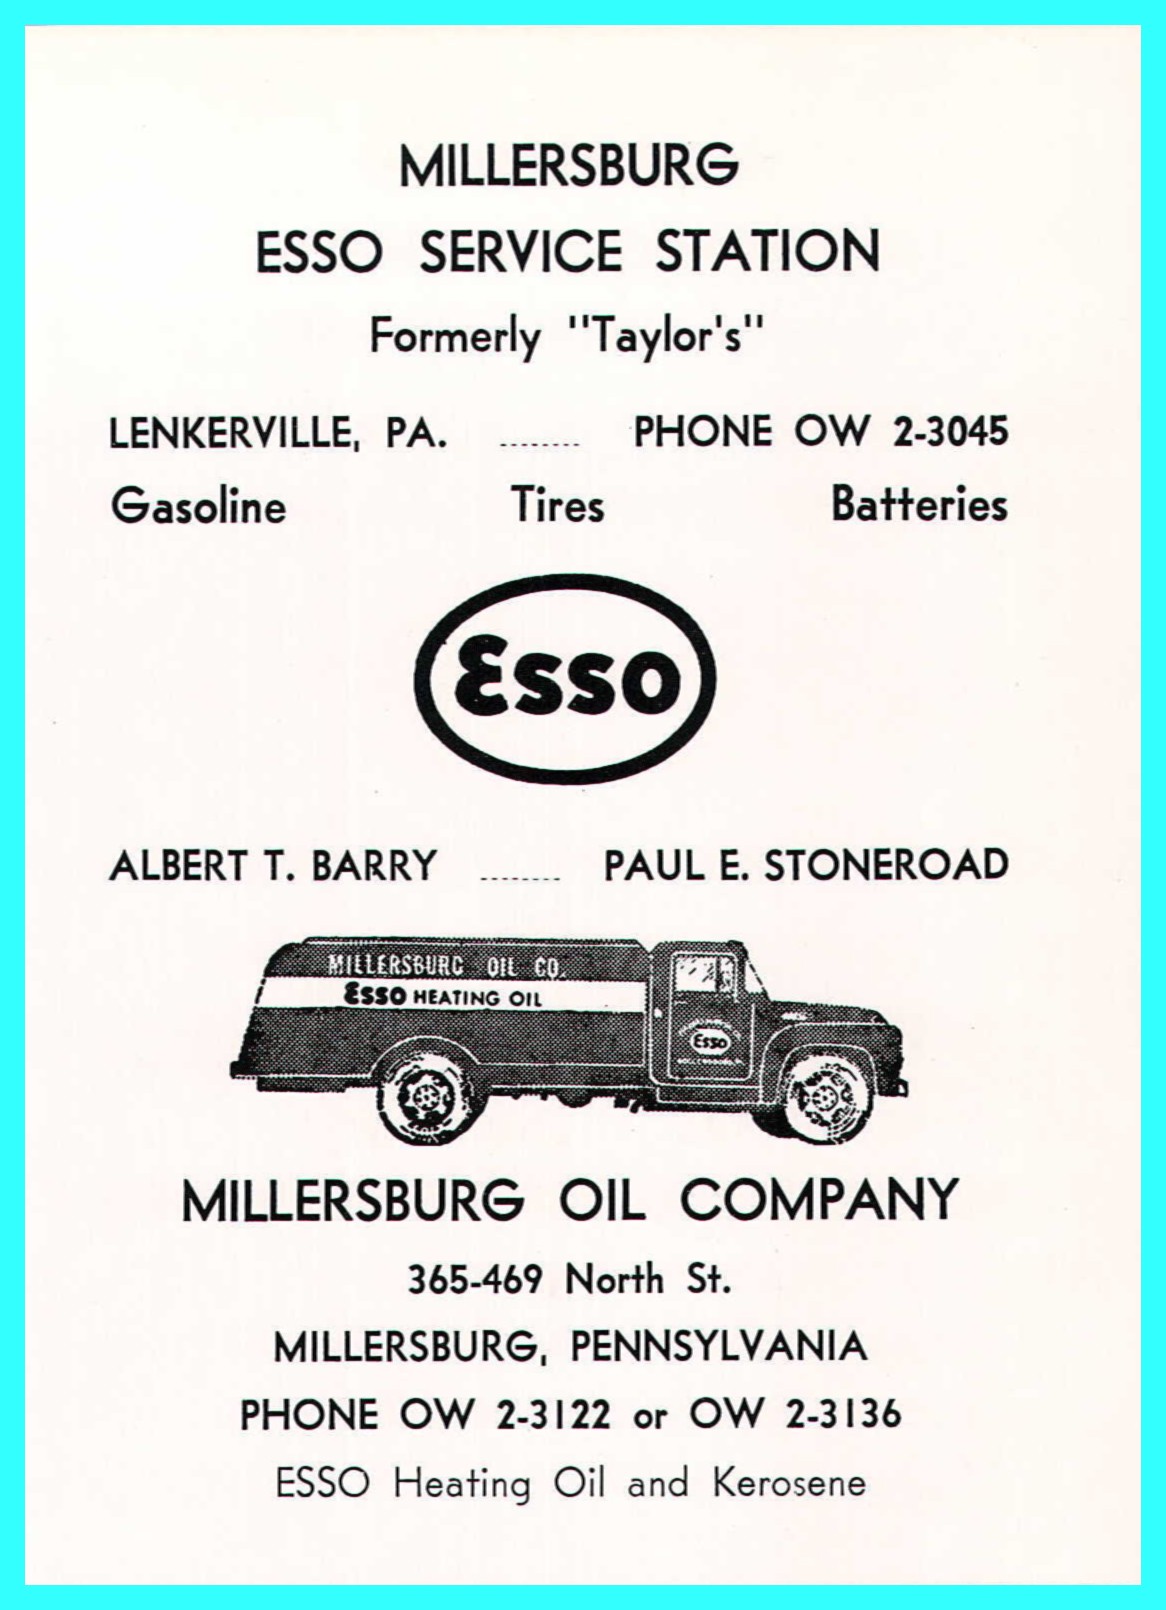 MILLERSBURG
ESSO SERVICE STATION
Formerly "Taylor's"
LENKERVILLE, PA. ........ PHONE OW 2-3045
Gasoline Tires Batteries
Esso
ALBERT T. BARRY ........ PAUL E. STONEROAD
MILLERSBURG OIL CO.
Esso HEATING OIL
Esso
MILLERSBURG OIL COMPANY
365-469 North St.
MILLERSBURG, PENNSYLVANIA
PHONE OW 2-3122 or OW 2-3136
ESSO Heating Oil and Kerosene